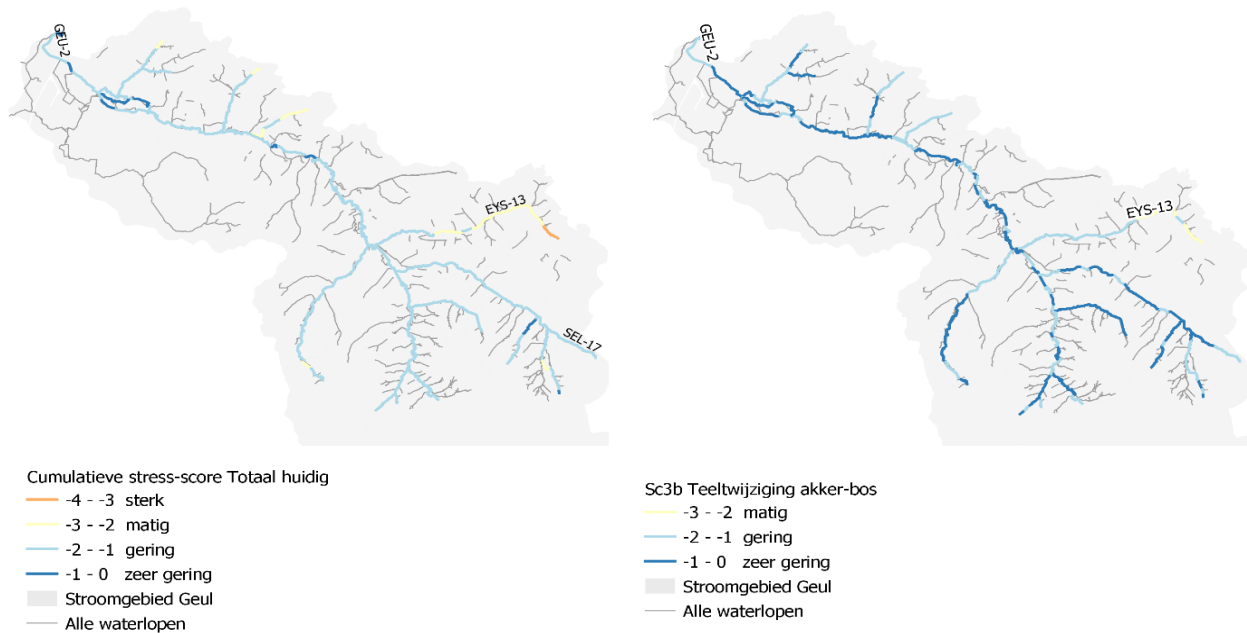 GEU-2
EYS-13
SEL-17
Cumulatieve stress-score Totaal huidig
-4 - -3 sterk
-3 - -2 matig
-2 - -1 gering
-1 - 0 zeer gering
Stroomgebied Geul
Alle waterlopen
GEU-2
EYS-13
Sc3b Teeltwijziging akker-bos
-3 - -2 matig
-2 - -1 gering
-1 - 0 zeer gering
Stroomgebied Geul
Alle waterlopen